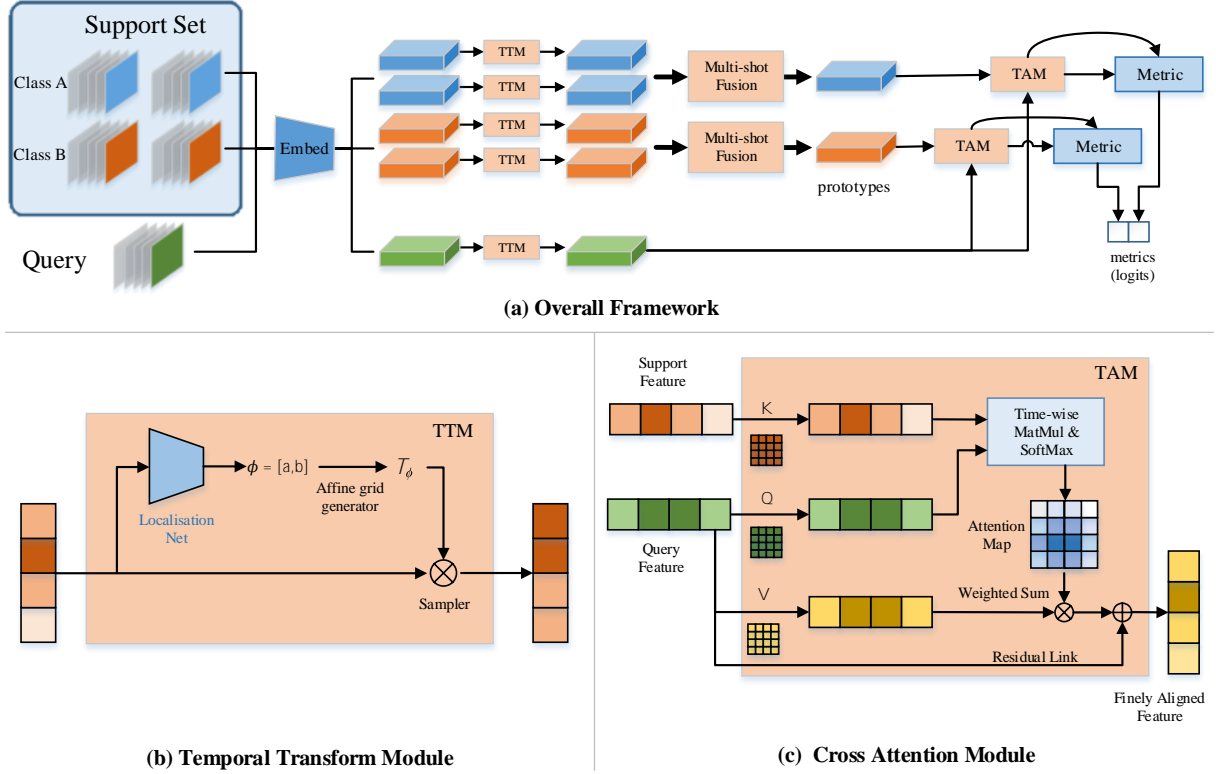 Support Set
Class A
Class B
Query
Embed
TTM
TTM
TTM
TTM
TTM
Multi-shot
Fusion
Multi-shot
Fusion
prototypes
TAM
TAM
Metric
Metric
metrics
(logits)
(a) Overall Framework
TTM
ϕ = [a,b]
Affine grid
generator
T_ϕ
Localisation
Net
Sampler
(b) Temporal Transform Module
Support
Feature
TAM
K
Time-wise
MatMul &
SoftMax
Q
Query
Feature
Attention
Map
V
Weighted Sum
Residual Link
Finely Aligned
Feature
(c) Cross Attention Module